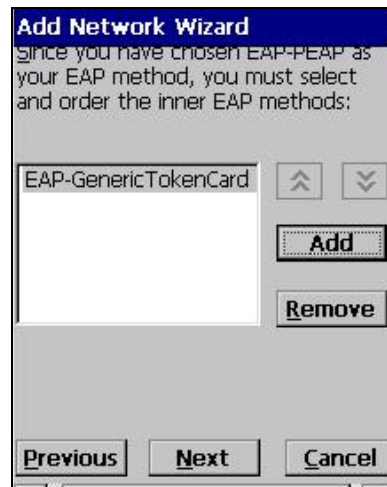 Add Network Wizard
Since you have chosen EAP-PEAP as
your EAP method, you must select
and order the inner EAP methods:
EAP-GenericTokenCard
Add
Remove
Previous Next Cancel